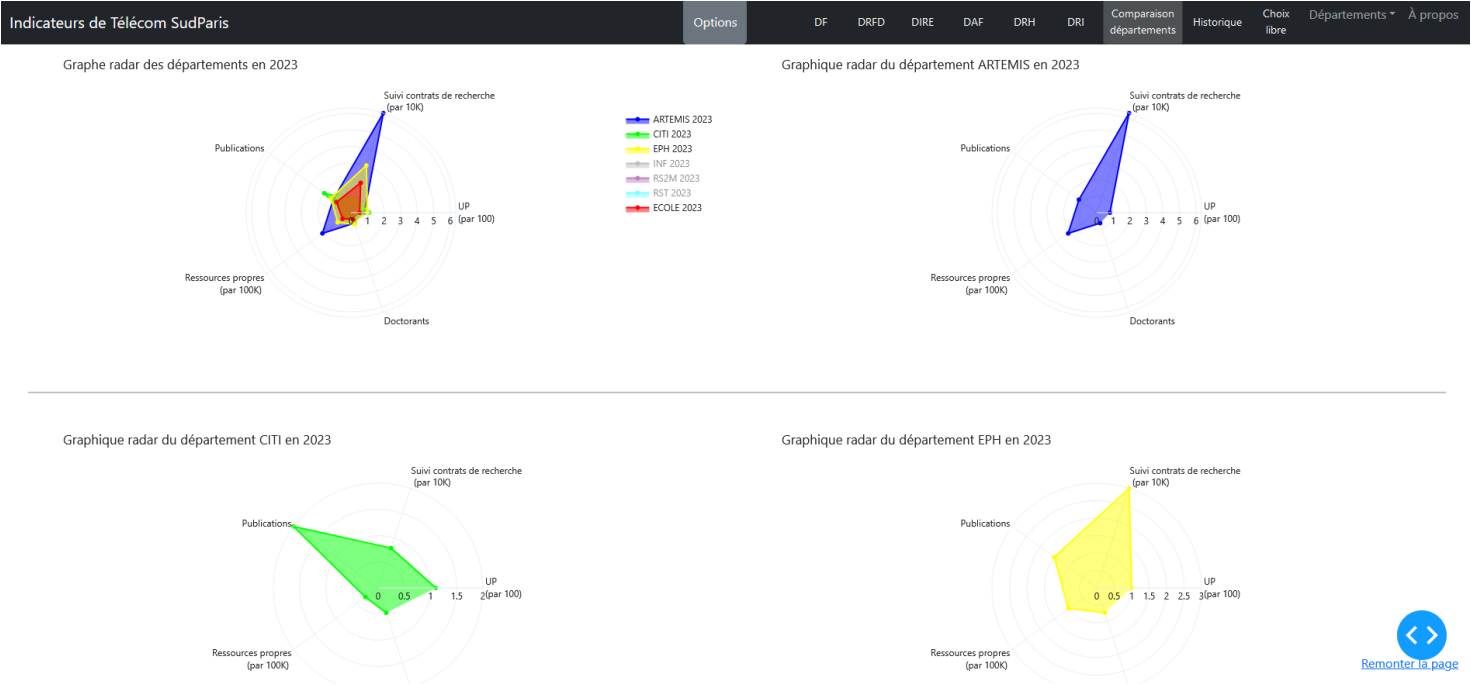 Indicateurs de Télécom SudParis
Options
DF
DRFD
DIRE
DAF
DRH
DRI
Comparaison
départements
Historique
Choix
libre
Départements
À propos
Graphe radar des départements en 2023
Suivi contrats de recherche
(par 10K)
Publications
UP
(par 100)
0 1 2 3 4 5 6
Ressources propres
(par 100K)
Doctorants
ARTEMIS 2023
CITI 2023
EPH 2023
INF 2023
RS2M 2023
RST 2023
ECOLE 2023
Graphique radar du département ARTEMIS en 2023
Suivi contrats de recherche
(par 10K)
Publications
UP
(par 100)
0 1 2 3 4 5 6
Ressources propres
(par 100K)
Doctorants
Graphique radar du département CITI en 2023
Suivi contrats de recherche
(par 10K)
Publications
UP
(par 100)
0 0.5 1 1.5 2
Ressources propres
(par 100K)
Graphique radar du département EPH en 2023
Suivi contrats de recherche
(par 10K)
Publications
UP
(par 100)
0 0.5 1 1.5 2 2.5 3
Ressources propres
(par 100K)
Remonter la page